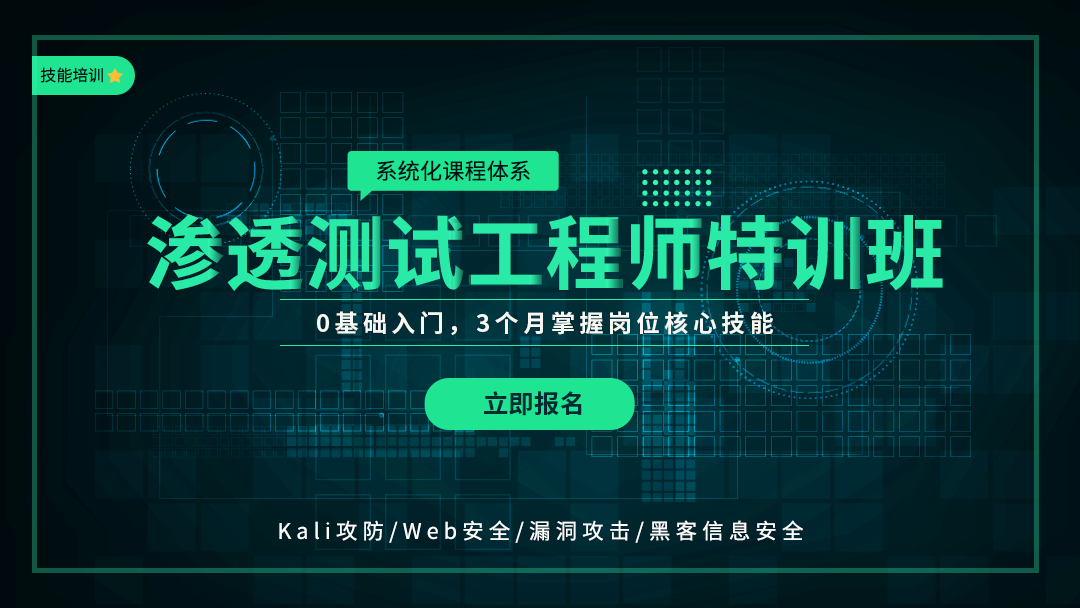 技能培训
系统化课程体系
渗透测试工程师特训班
0基础入门，3个月掌握岗位核心技能
立即报名
Kali攻防/Web安全/漏洞攻击/黑客信息安全